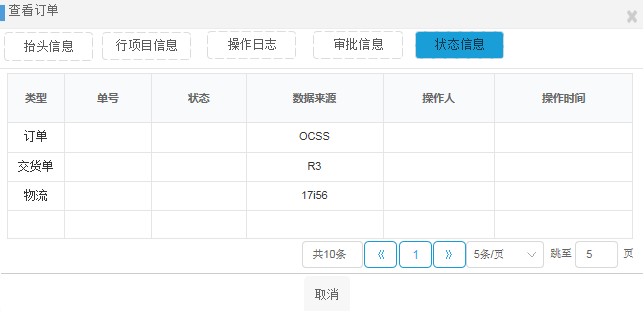 查看订单
抬头信息 行项目信息 操作日志 审批信息 状态信息
类型 单号 状态 数据来源 操作人 操作时间
订单 OCSS
交货单 R3
物流 17i56
共10条 《 1 》 5条/页 跳至 5 页
取消